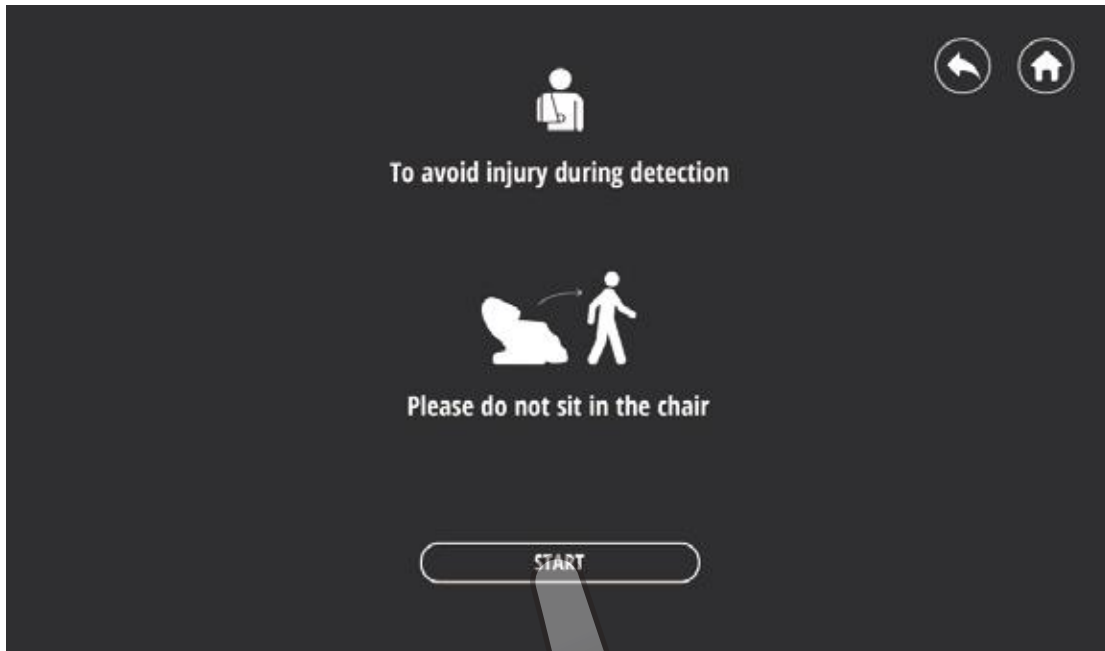 To avoid injury during detection
Please do not sit in the chair
START